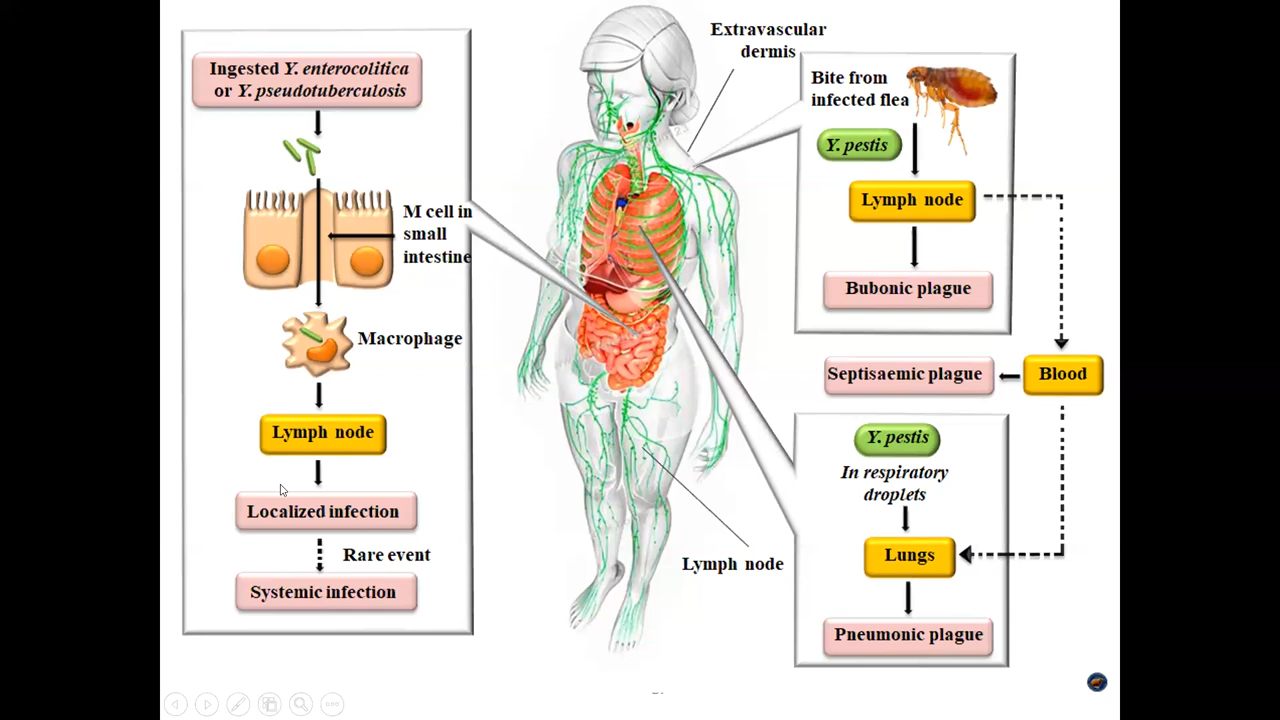 Ingested Y. enterocolitica
or Y. pseudotuberculosis
M cell in
small
intestine
Macrophage
Lymph node
Localized infection
Rare event
Systemic infection
Extravascular
dermis
Lymph node
Bite from
infected flea
Y. pestis
Lymph node
Bubonic plague
Septisaemic plague
Blood
Y. pestis
In respiratory
droplets
Lungs
Pneumonic plague